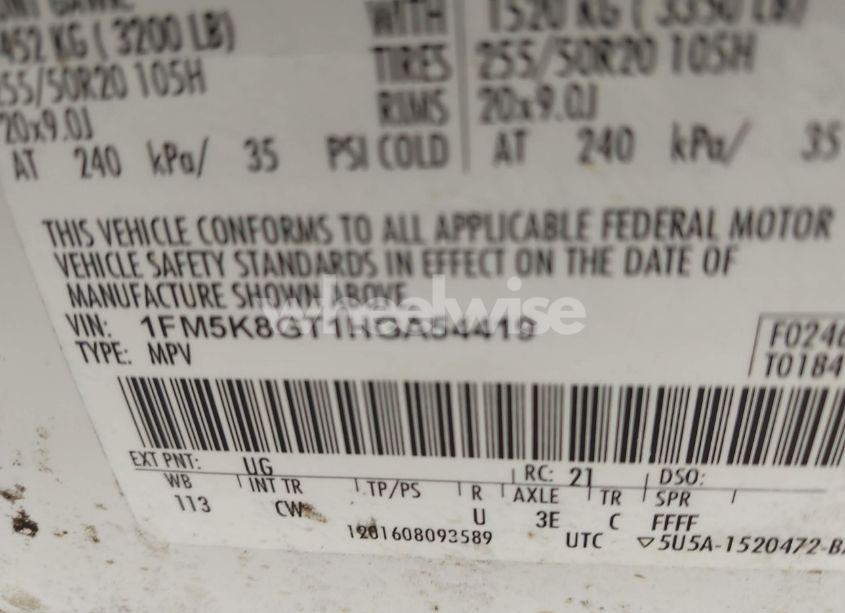 452 KG ( 3200 LB) WITH 1520 KG ( 3350 LB)
255/50R20 105H TIRES 255/50R20 105H
20x9.0J RIMS 20x9.0J
AT 240 kPa/ 35 PSI COLD AT 240 kPa/ 35
THIS VEHICLE CONFORMS TO ALL APPLICABLE FEDERAL MOTOR
VEHICLE SAFETY STANDARDS IN EFFECT ON THE DATE OF
MANUFACTURE SHOWN ABOVE.
wheelwise
VIN: 1FM5K8GT1HGA54419 F0246
TYPE: MPV T0184
EXT PNT: UG RC: 21 DSO:
WB INT TR TP/PS R AXLE TR SPR
113 CW U 3E C FFFF
1201608093589 UTC ▽5U5A-1520472-B